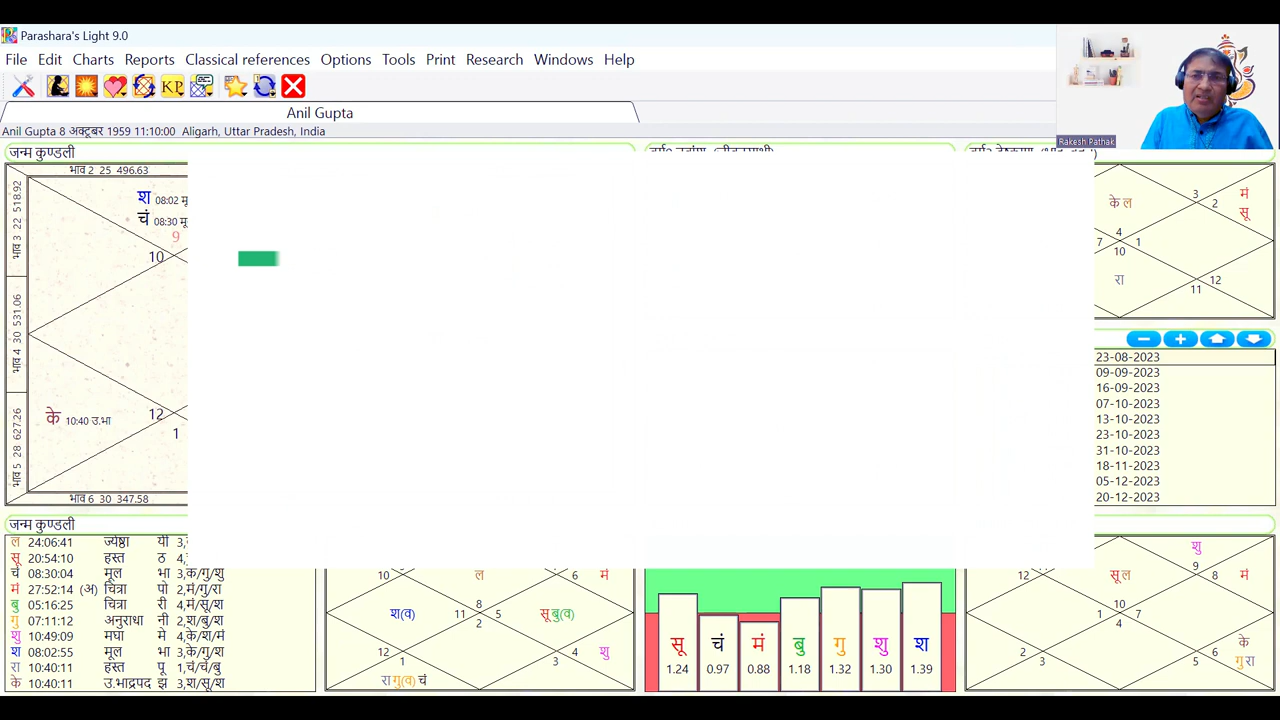 Parashara's Light 9.0
File Edit Charts Reports Classical references Options Tools Print Research Windows Help
KP
Anil Gupta
Anil Gupta 8 अक्टूबर 1959 11:10:00 Aligarh, Uttar Pradesh, India
Rakesh Pathak
जन्म कुण्डली
भाव 2 25 496.63
भाव 3 22 518.92
श 08:02 मू
चं 08:30 मू
9
10
भाव 4 30 531.06
के 10:40 उ.भा
12
1
भाव 5 28 627.26
भाव 6 30 347.58
के ल
3
2
मं
सू
4
7
1
10
रा
12
11
23-08-2023
09-09-2023
16-09-2023
07-10-2023
13-10-2023
23-10-2023
31-10-2023
18-11-2023
05-12-2023
20-12-2023
जन्म कुण्डली
ल 24:06:41 ज्येष्ठा यी 3,
सू 20:54:10 हस्त ठ 4,
चं 08:30:04 मूल भा 3,के/गु/शु
मं 27:52:14 (अ) चित्रा पो 2,मं/गु/रा
बु 05:16:25 चित्रा री 4,मं/सू/श
गु 07:11:12 अनुराधा नी 2,श/बु/श
शु 10:49:09 मघा मे 4,के/श/मं
श 08:02:55 मूल भा 3,के/गु/श
रा 10:40:11 हस्त पू 1,चं/चं/बु
के 10:40:11 उ.भाद्रपद झ 3,श/सू/श
10
ल
6
मं
श(व)
11
8
5
2
सू बु(व)
12
1
4
3
शु
रा गु(व) चं
सू चं मं बु गु शु श
1.24 0.97 0.88 1.18 1.32 1.30 1.39
शु
12
सू ल
9
8
मं
1
10
7
4
2
3
के
6
5
गु रा